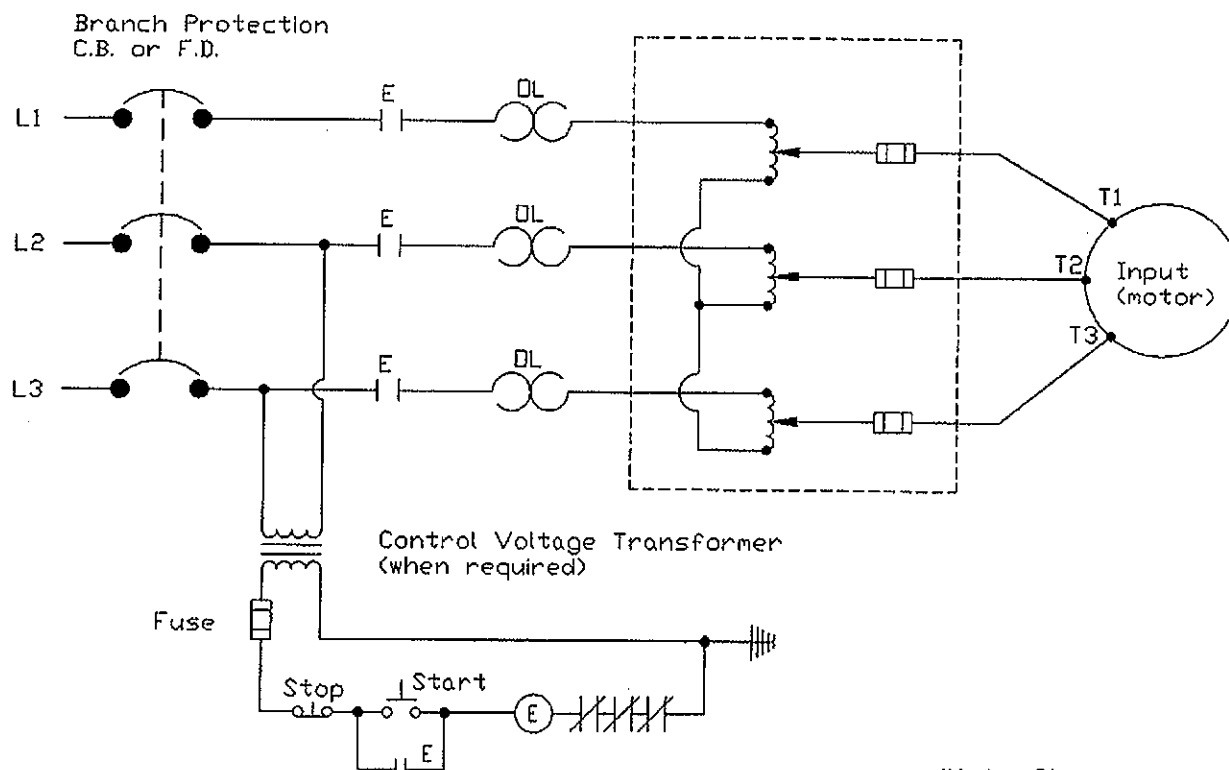 Branch Protection
C.B. or F.D.
L1
E
OL
T1
L2
E
OL
T2
Input
(motor)
T3
L3
E
OL
Control Voltage Transformer
(when required)
Fuse
Stop
Start
E
E